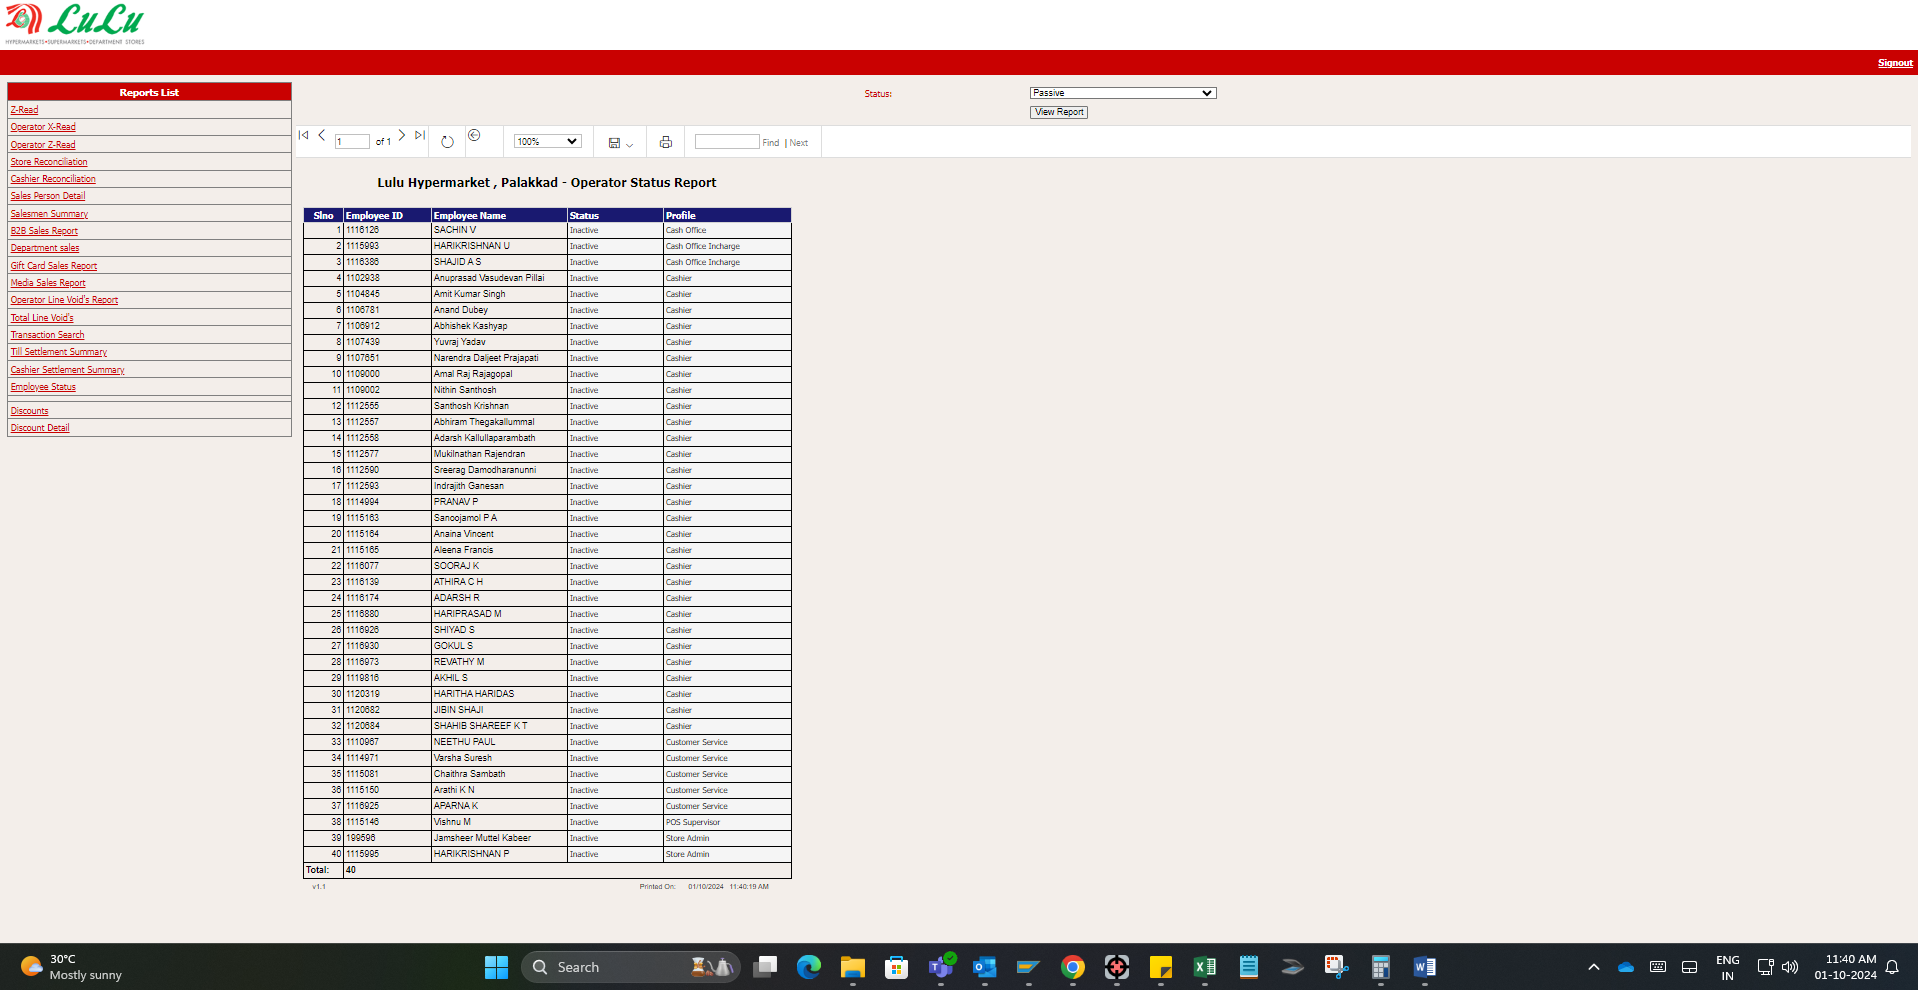 LuLu
HYPERMARKETS•SUPERMARKETS•DEPARTMENT STORES
Signout
Reports List
Z-Read
Operator X-Read
Operator Z-Read
Store Reconciliation
Cashier Reconciliation
Sales Person Detail
Salesmen Summary
B2B Sales Report
Department sales
Gift Card Sales Report
Media Sales Report
Operator Line Void's Report
Total Line Void's
Transaction Search
Till Settlement Summary
Cashier Settlement Summary
Employee Status
Discounts
Discount Detail
Status: Passive
View Report
1 of 1 100% Find | Next
Lulu Hypermarket , Palakkad - Operator Status Report
Slno Employee ID Employee Name Status Profile
1 1116126 SACHIN V Inactive Cash Office
2 1115993 HARIKRISHNAN U Inactive Cash Office Incharge
3 1116386 SHAJID A S Inactive Cash Office Incharge
4 1102938 Anuprasad Vasudevan Pillai Inactive Cashier
5 1104845 Amit Kumar Singh Inactive Cashier
6 1106781 Anand Dubey Inactive Cashier
7 1106912 Abhishek Kashyap Inactive Cashier
8 1107439 Yuvraj Yadav Inactive Cashier
9 1107651 Narendra Daljeet Prajapati Inactive Cashier
10 1109000 Amal Raj Rajagopal Inactive Cashier
11 1109002 Nithin Santhosh Inactive Cashier
12 1112555 Santhosh Krishnan Inactive Cashier
13 1112557 Abhiram Thegakallummal Inactive Cashier
14 1112558 Adarsh Kallullaparambath Inactive Cashier
15 1112577 Mukilnathan Rajendran Inactive Cashier
16 1112590 Sreerag Damodharanunni Inactive Cashier
17 1112593 Indrajith Ganesan Inactive Cashier
18 1114994 PRANAV P Inactive Cashier
19 1115163 Sanoojamol P A Inactive Cashier
20 1115164 Anaina Vincent Inactive Cashier
21 1115165 Aleena Francis Inactive Cashier
22 1116077 SOORAJ K Inactive Cashier
23 1116139 ATHIRA C H Inactive Cashier
24 1116174 ADARSH R Inactive Cashier
25 1116880 HARIPRASAD M Inactive Cashier
26 1116926 SHIYAD S Inactive Cashier
27 1116930 GOKUL S Inactive Cashier
28 1116973 REVATHY M Inactive Cashier
29 1119816 AKHIL S Inactive Cashier
30 1120319 HARITHA HARIDAS Inactive Cashier
31 1120682 JIBIN SHAJI Inactive Cashier
32 1120684 SHAHIB SHAREEF K T Inactive Cashier
33 1110967 NEETHU PAUL Inactive Customer Service
34 1114971 Varsha Suresh Inactive Customer Service
35 1115081 Chaithra Sambath Inactive Customer Service
36 1115150 Arathi K N Inactive Customer Service
37 1116925 APARNA K Inactive Customer Service
38 1115146 Vishnu M Inactive POS Supervisor
39 199596 Jamsheer Muttel Kabeer Inactive Store Admin
40 1115995 HARIKRISHNAN P Inactive Store Admin
Total: 40
v1.1 Printed On: 01/10/2024 11:40:19 AM
30°C
Mostly sunny
Search
ENG
IN
11:40 AM
01-10-2024